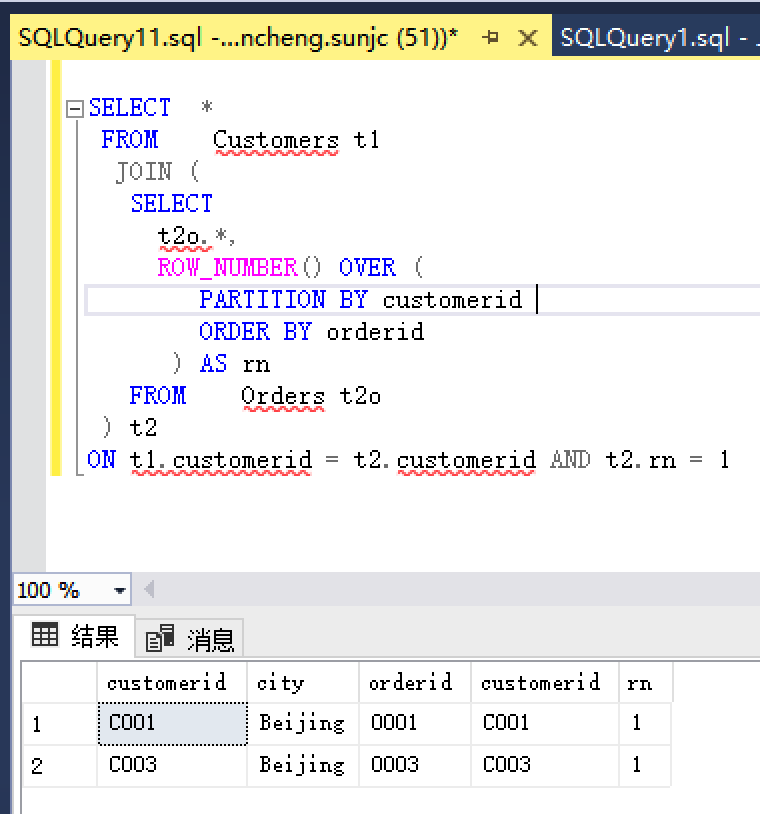 SQLQuery11.sql -...ncheng.sunjc (51))* SQLQuery1.sql -
SELECT *
FROM Customers t1
JOIN (
SELECT
t2o.*,
ROW_NUMBER() OVER (
PARTITION BY customerid
ORDER BY orderid
) AS rn
FROM Orders t2o
) t2
ON t1.customerid = t2.customerid AND t2.rn = 1
100 %
结果 消息
customerid city orderid customerid rn
1 C001 Beijing O001 C001 1
2 C003 Beijing O003 C003 1